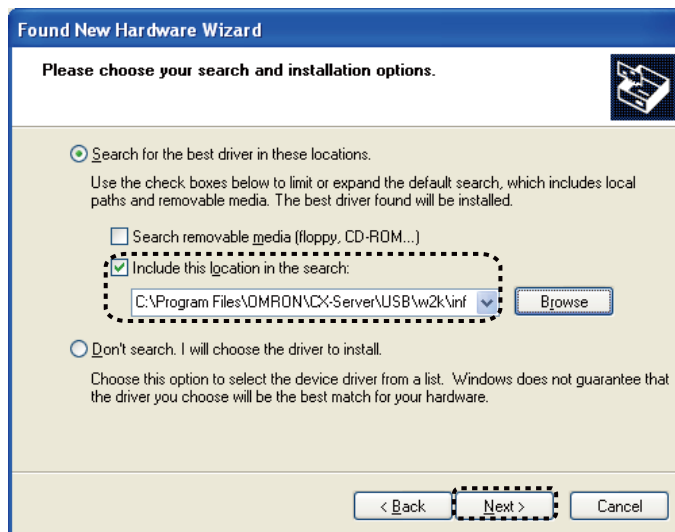 Found New Hardware Wizard
Please choose your search and installation options.
Search for the best driver in these locations.
Use the check boxes below to limit or expand the default search, which includes local
paths and removable media. The best driver found will be installed.
Search removable media (floppy, CD-ROM...)
Include this location in the search:
C:\Program Files\OMRON\CX-Server\USB\w2k\inf
Browse
Don't search. I will choose the driver to install.
Choose this option to select the device driver from a list. Windows does not guarantee that
the driver you choose will be the best match for your hardware.
< Back Next > Cancel